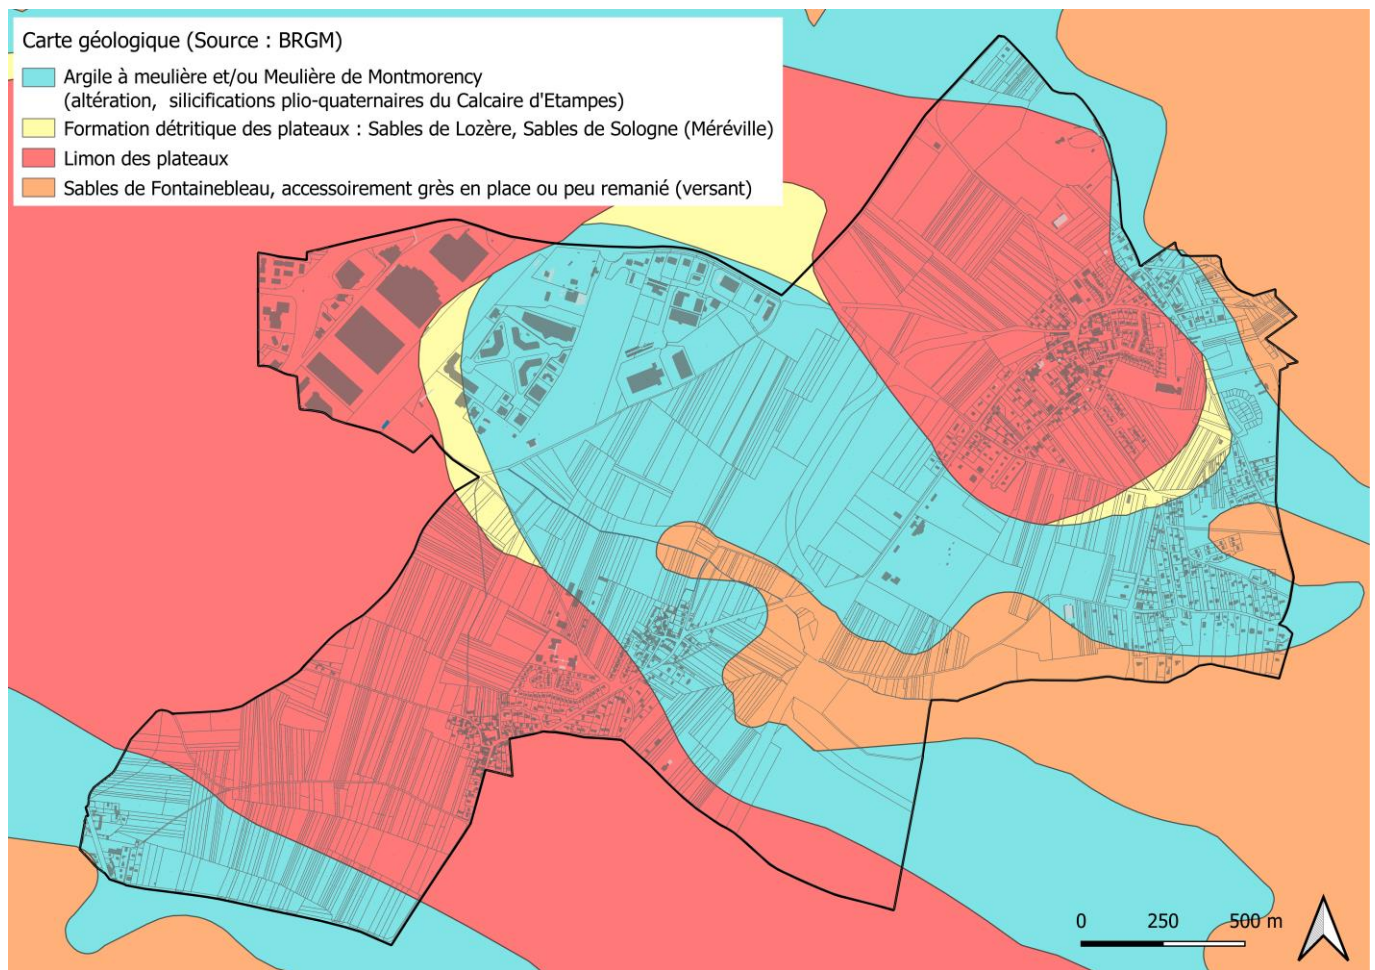 Carte géologique (Source : BRGM)
Argile à meulière et/ou Meulière de Montmorency
(altération, silicifications plio-quaternaires du Calcaire d'Etampes)
Formation détritique des plateaux : Sables de Lozère, Sables de Sologne (Méréville)
Limon des plateaux
Sables de Fontainebleau, accessoirement grès en place ou peu remanié (versant)
0 250 500 m